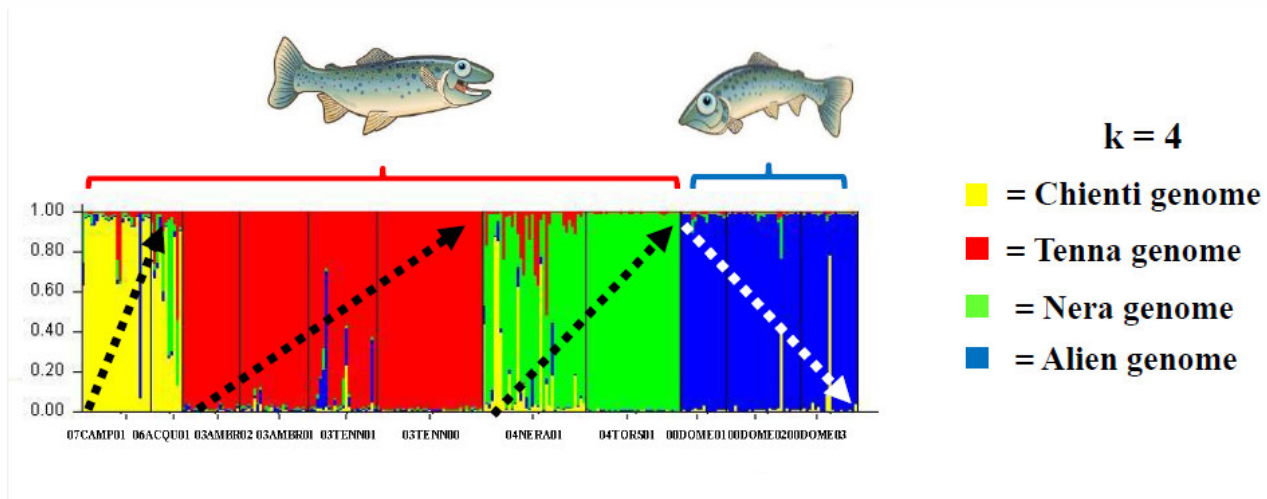 k = 4
= Chienti genome
= Tenna genome
= Nera genome
= Alien genome
1.00
0.80
0.60
0.40
0.20
0.00
07CAMP01 06ACQU01 03AMBR02 03AMBR01 03TENN01 03TENN00 04NERA01 04TORS01 00DOME01 00DOME02 00DOME03